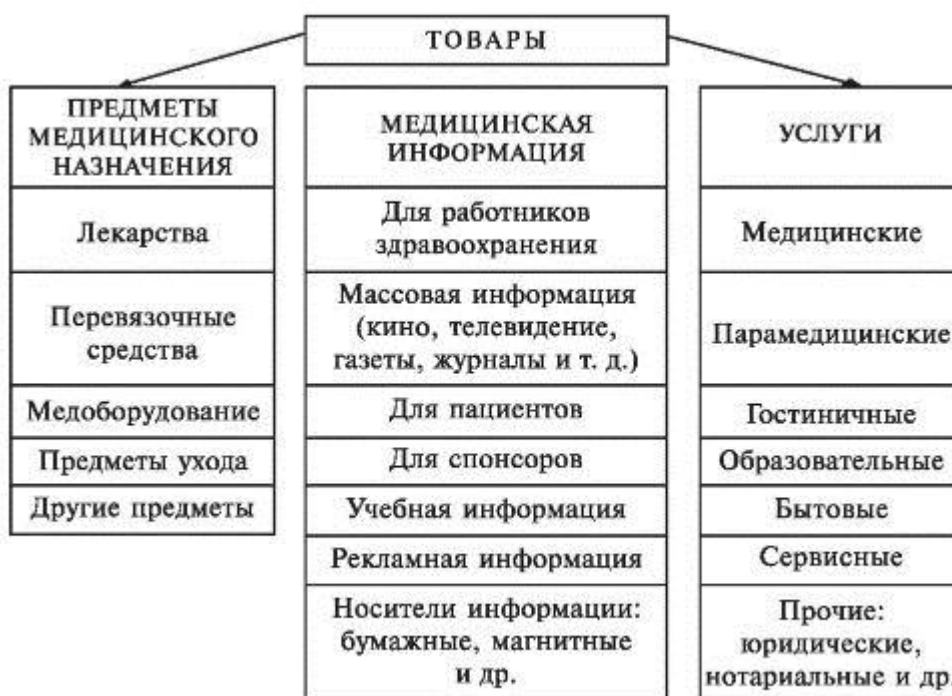 ТОВАРЫ
ПРЕДМЕТЫ
МЕДИЦИНСКОГО
НАЗНАЧЕНИЯ
Лекарства
Перевязочные
средства
Медоборудование
Предметы ухода
Другие предметы
МЕДИЦИНСКАЯ
ИНФОРМАЦИЯ
Для работников
здравоохранения
Массовая информация
(кино, телевидение,
газеты, журналы и т. д.)
Для пациентов
Для спонсоров
Учебная информация
Рекламная информация
Носители информации:
бумажные, магнитные
и др.
УСЛУГИ
Медицинские
Парамедицинские
Гостиничные
Образовательные
Бытовые
Сервисные
Прочие:
юридические,
нотариальные и др